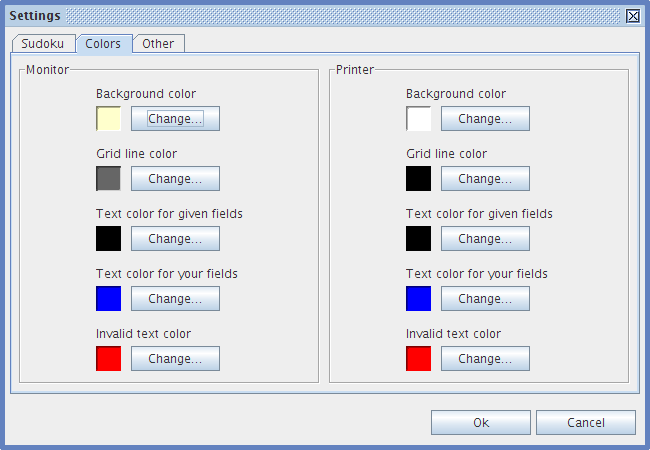 Settings
Sudoku Colors Other
Monitor
Background color
Change...
Grid line color
Change...
Text color for given fields
Change...
Text color for your fields
Change...
Invalid text color
Change...
Printer
Background color
Change...
Grid line color
Change...
Text color for given fields
Change...
Text color for your fields
Change...
Invalid text color
Change...
Ok Cancel